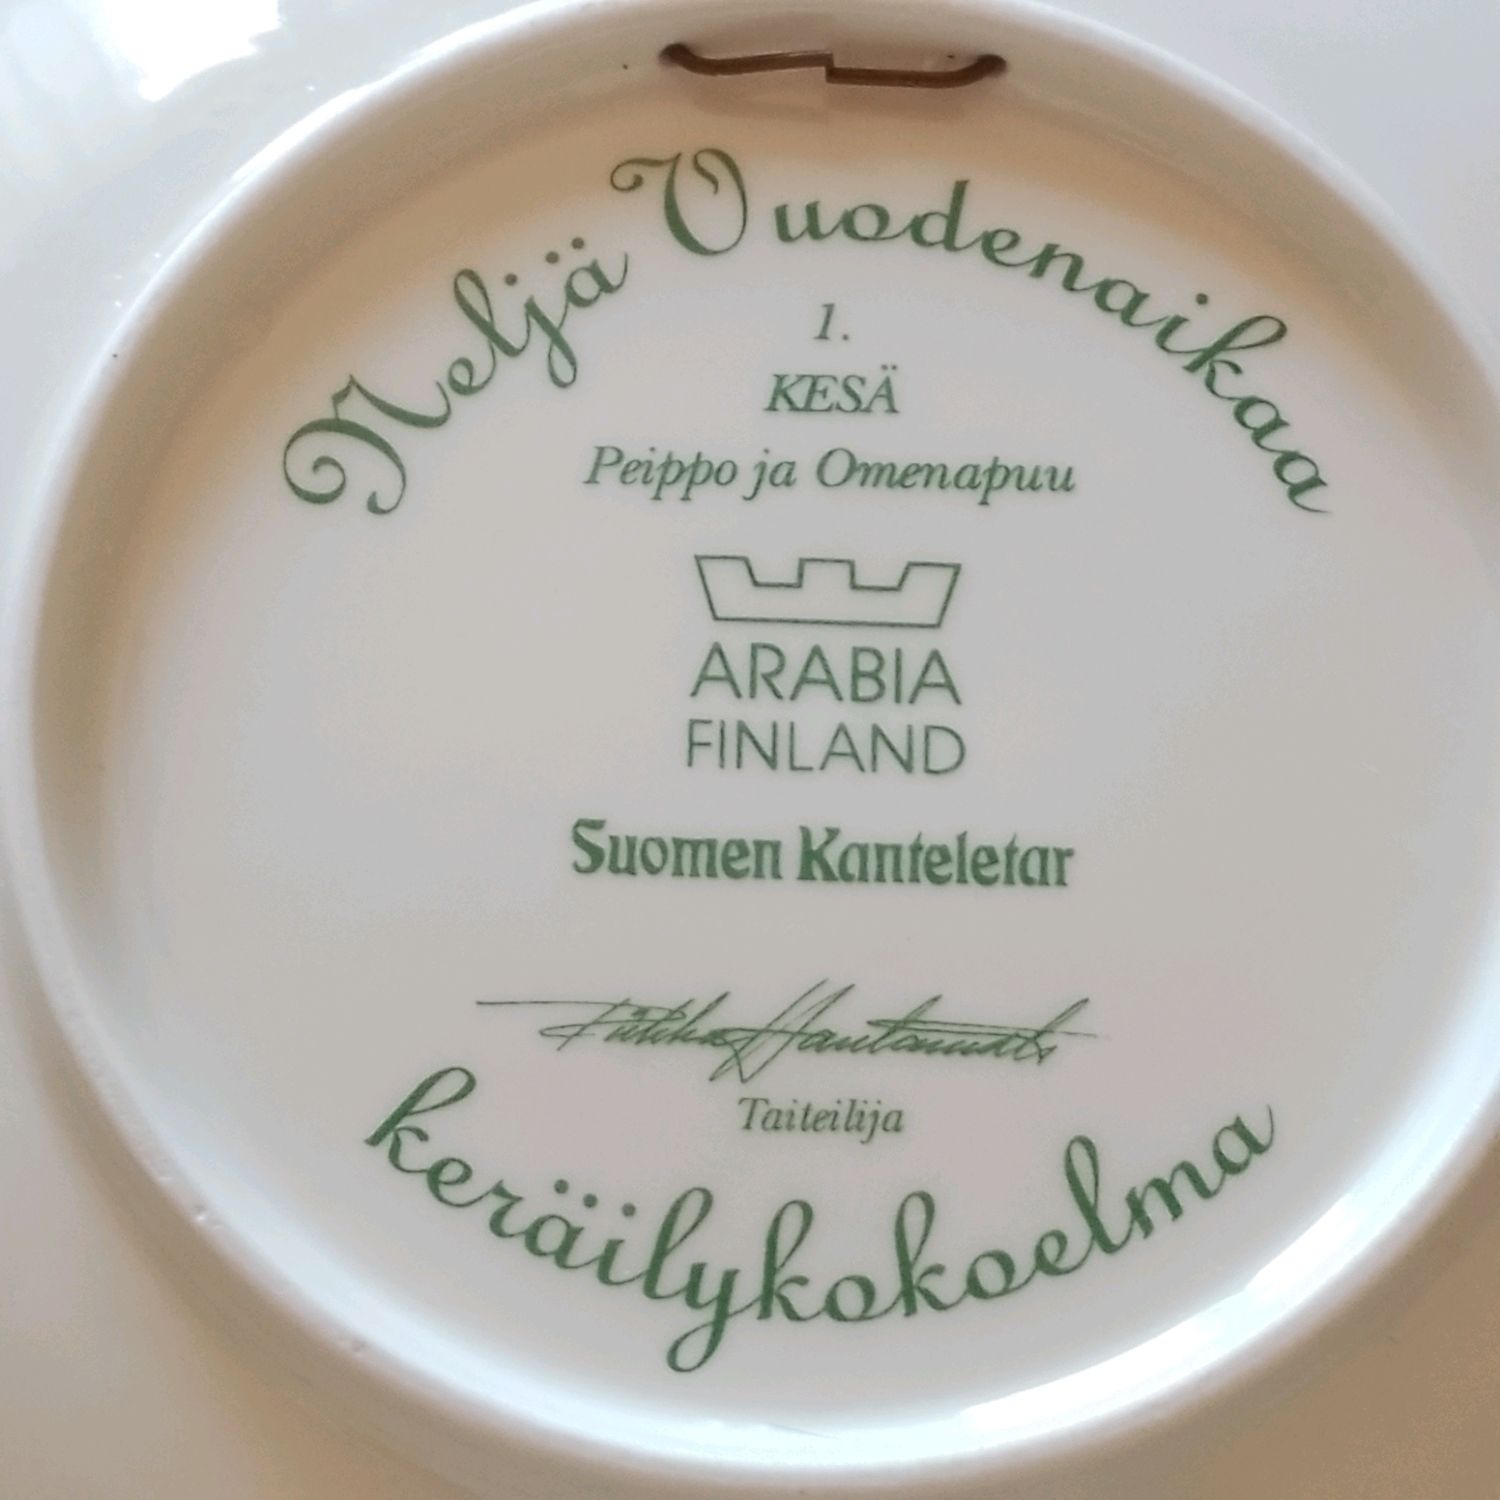 Neljä Vuodenaikaa
1.
KESÄ
Peippo ja Omenapuu
ARABIA
FINLAND
Suomen Kanteletar
Taiteilija
keräilykokoelma